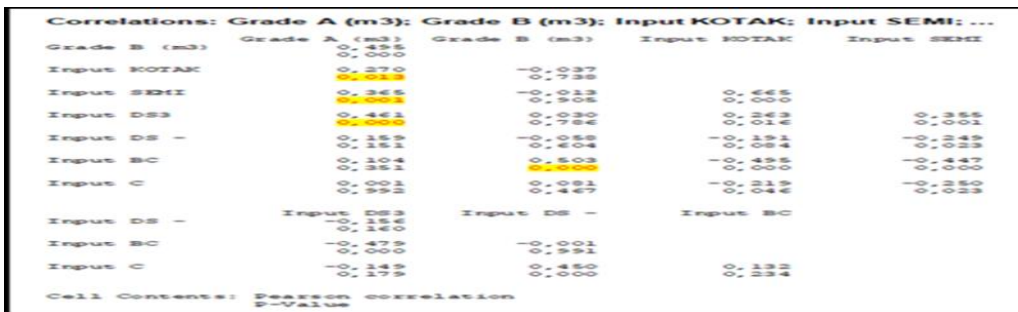 Correlations: Grade A (m3); Grade B (m3); Input KOTAK; Input SEMI; ...
Grade A (m3) Grade B (m3) Input KOTAK Input SEMI
Grade B (m3) 0,495
0,000
Input KOTAK 0,270 -0,037
0,013 0,738
Input SEMI 0,365 -0,013 0,665
0,001 0,905 0,000
Input DS3 0,461 0,030 0,263 0,355
0,000 0,786 0,016 0,001
Input DS - 0,159 -0,058 -0,191 -0,249
0,151 0,604 0,084 0,023
Input BC 0,104 0,503 -0,495 -0,447
0,351 0,000 0,000 0,000
Input C 0,001 0,081 -0,219 -0,250
0,992 0,467 0,046 0,023
Input DS3 Input DS - Input BC
Input DS - -0,156
0,160
Input BC -0,479 -0,001
0,000 0,991
Input C -0,149 0,450 0,132
0,179 0,000 0,234
Cell Contents: Pearson correlation
P-Value